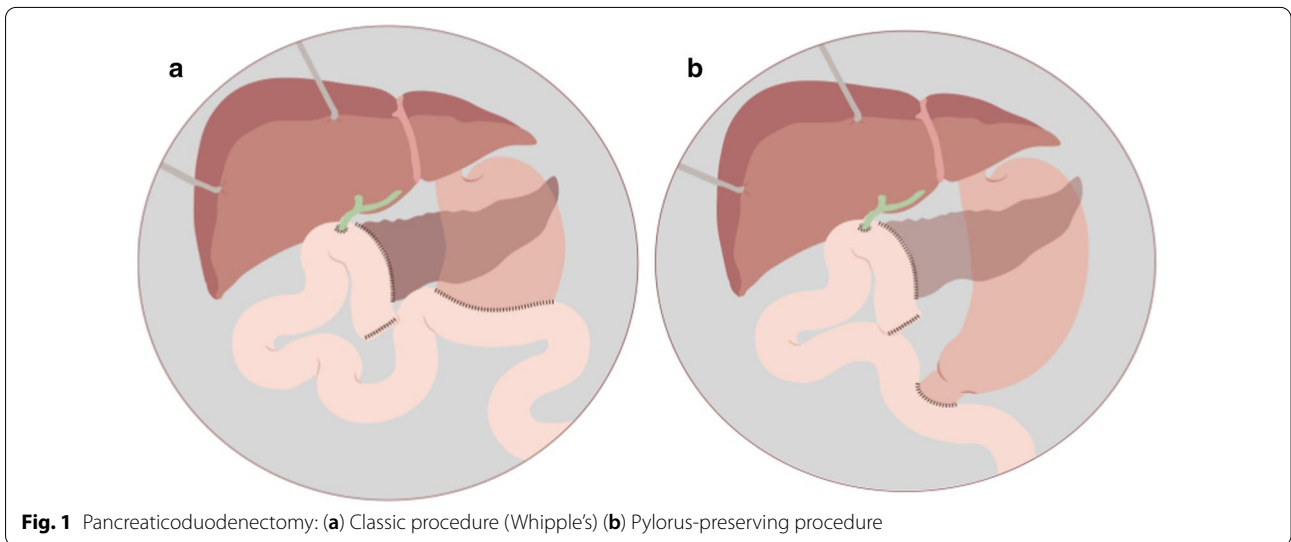 a
b
Fig. 1 Pancreaticoduodenectomy: (a) Classic procedure (Whipple’s) (b) Pylorus-preserving procedure